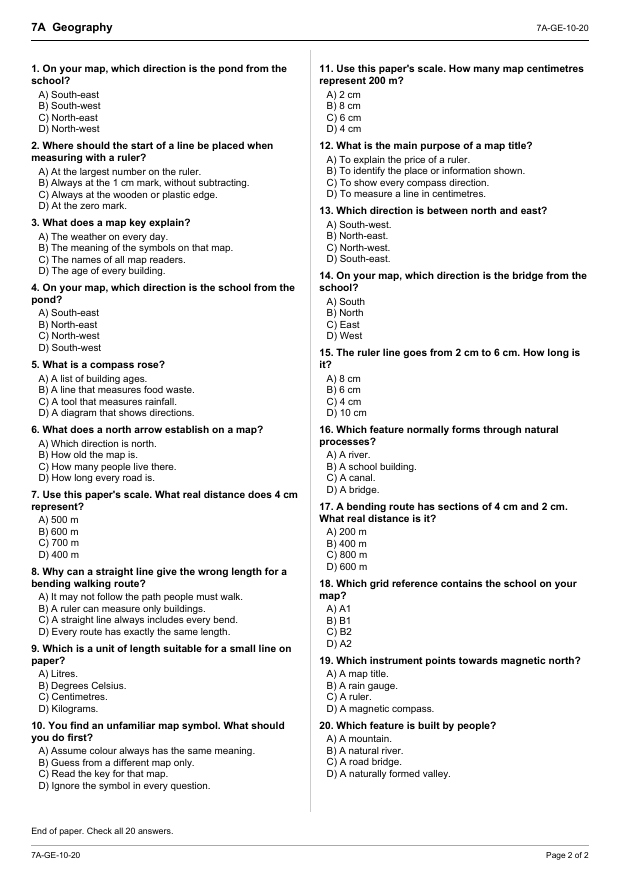 7A Geography
7A-GE-10-20
1. On your map, which direction is the pond from the
school?
A) South-east
B) South-west
C) North-east
D) North-west
2. Where should the start of a line be placed when
measuring with a ruler?
A) At the largest number on the ruler.
B) Always at the 1 cm mark, without subtracting.
C) Always at the wooden or plastic edge.
D) At the zero mark.
3. What does a map key explain?
A) The weather on every day.
B) The meaning of the symbols on that map.
C) The names of all map readers.
D) The age of every building.
4. On your map, which direction is the school from the
pond?
A) South-east
B) North-east
C) North-west
D) South-west
5. What is a compass rose?
A) A list of building ages.
B) A line that measures food waste.
C) A tool that measures rainfall.
D) A diagram that shows directions.
6. What does a north arrow establish on a map?
A) Which direction is north.
B) How old the map is.
C) How many people live there.
D) How long every road is.
7. Use this paper's scale. What real distance does 4 cm
represent?
A) 500 m
B) 600 m
C) 700 m
D) 400 m
8. Why can a straight line give the wrong length for a
bending walking route?
A) It may not follow the path people must walk.
B) A ruler can measure only buildings.
C) A straight line always includes every bend.
D) Every route has exactly the same length.
9. Which is a unit of length suitable for a small line on
paper?
A) Litres.
B) Degrees Celsius.
C) Centimetres.
D) Kilograms.
10. You find an unfamiliar map symbol. What should
you do first?
A) Assume colour always has the same meaning.
B) Guess from a different map only.
C) Read the key for that map.
D) Ignore the symbol in every question.
11. Use this paper's scale. How many map centimetres
represent 200 m?
A) 2 cm
B) 8 cm
C) 6 cm
D) 4 cm
12. What is the main purpose of a map title?
A) To explain the price of a ruler.
B) To identify the place or information shown.
C) To show every compass direction.
D) To measure a line in centimetres.
13. Which direction is between north and east?
A) South-west.
B) North-east.
C) North-west.
D) South-east.
14. On your map, which direction is the bridge from the
school?
A) South
B) North
C) East
D) West
15. The ruler line goes from 2 cm to 6 cm. How long is
it?
A) 8 cm
B) 6 cm
C) 4 cm
D) 10 cm
16. Which feature normally forms through natural
processes?
A) A river.
B) A school building.
C) A canal.
D) A bridge.
17. A bending route has sections of 4 cm and 2 cm.
What real distance is it?
A) 200 m
B) 400 m
C) 800 m
D) 600 m
18. Which grid reference contains the school on your
map?
A) A1
B) B1
C) B2
D) A2
19. Which instrument points towards magnetic north?
A) A map title.
B) A rain gauge.
C) A ruler.
D) A magnetic compass.
20. Which feature is built by people?
A) A mountain.
B) A natural river.
C) A road bridge.
D) A naturally formed valley.
End of paper. Check all 20 answers.
7A-GE-10-20
Page 2 of 2